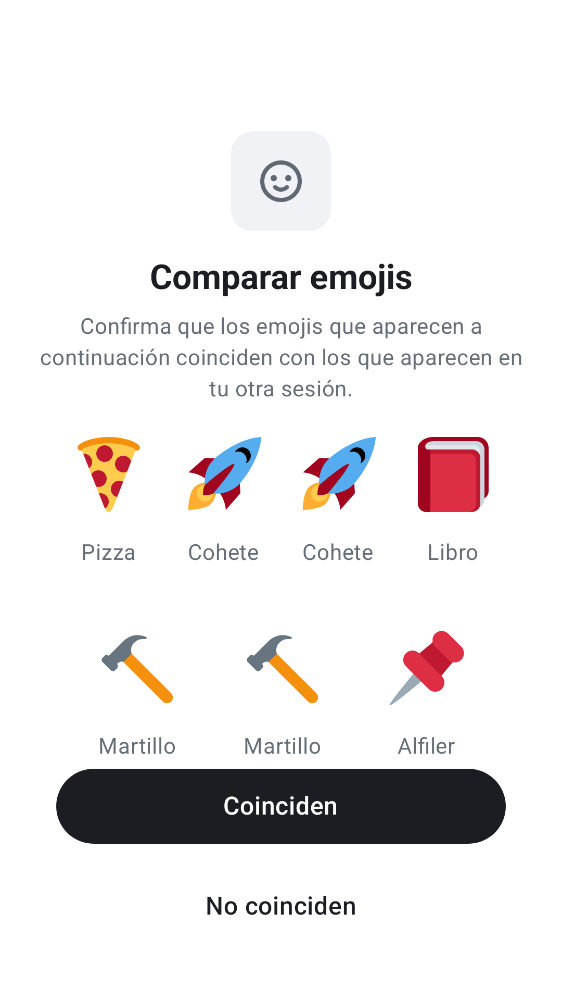 Comparar emojis
Confirma que los emojis que aparecen a
continuación coinciden con los que aparecen en
tu otra sesión.
Pizza Cohete Cohete Libro
Martillo Martillo Alfiler
Coinciden
No coinciden